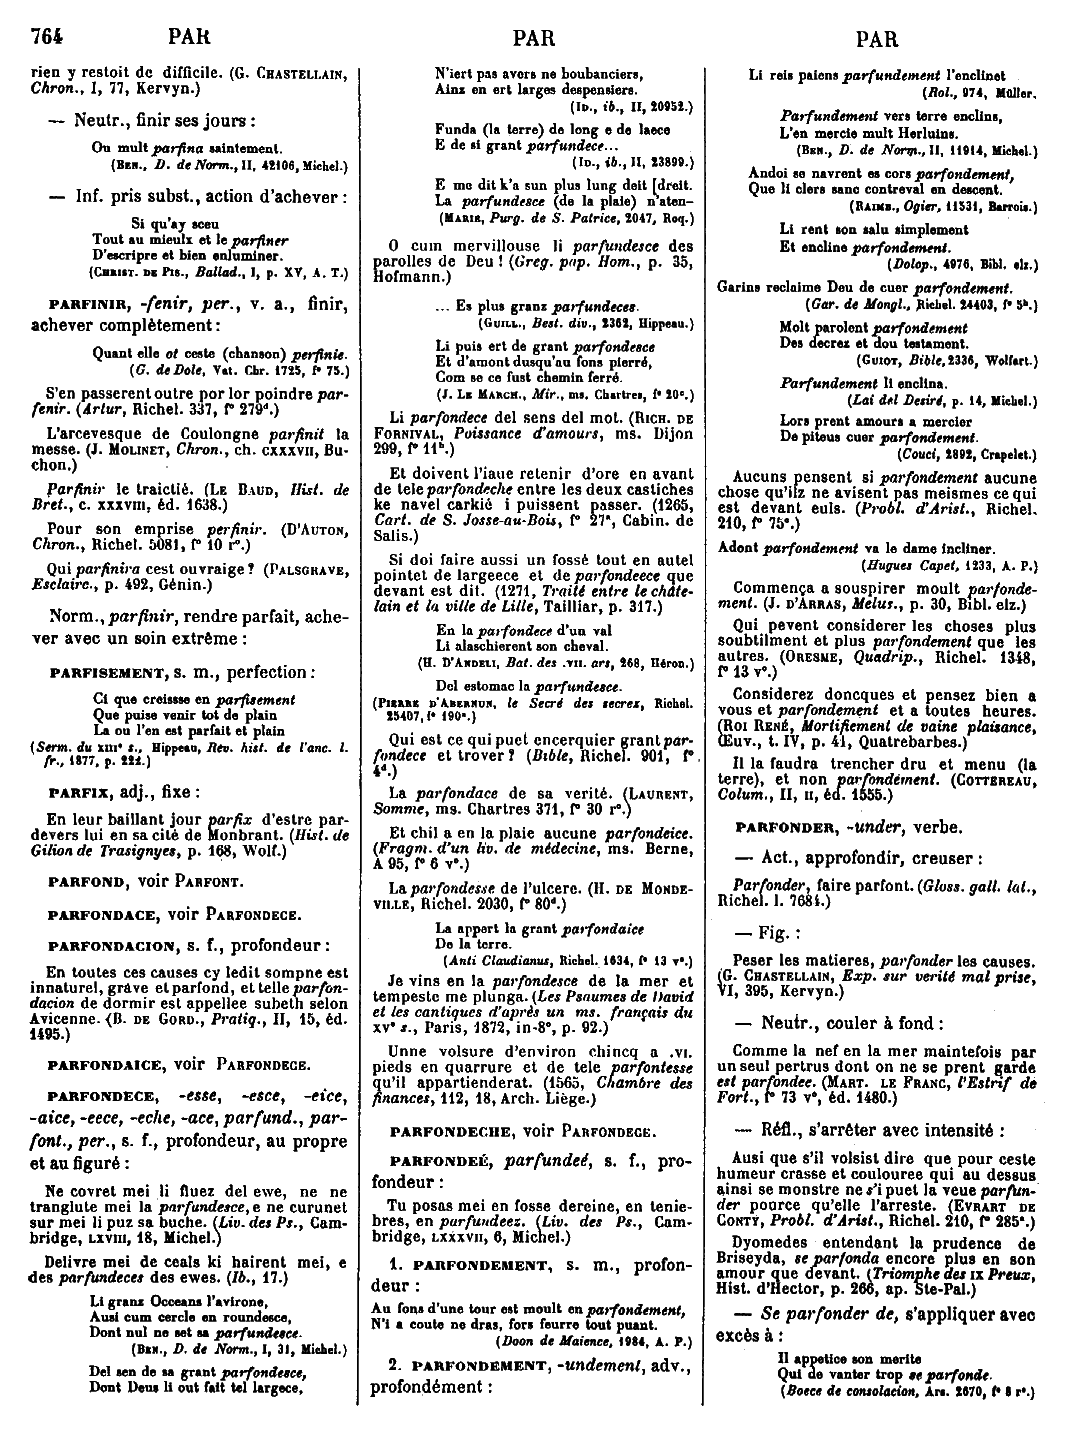 764 PAR PAR PAR
rien y restoit de difficile. (G. CHASTELLAIN,
Chron., I, 77, Kervyn.)
— Neutr., finir ses jours :
Ou mult parfina saintement.
(BEN., D. de Norm., II, 42106, Michel.)
— Inf. pris subst., action d'achever :
Si qu'ay sceu
Tout au mieulx et le parfiner
D'escripre et bien enluminer.
(CHRIST. DE PIS., Ballad., I, p. XV, A. T.)
PARFINIR, -fenir, per., v. a., finir,
achever complètement :
Quant elle ot ceste (chanson) perfinie.
(G. de Dole, Vat. Chr. 1725, f° 75.)
S'en passerent outre por lor poindre par-
fenir. (Artur, Richel. 337, f° 279d.)
L'arcevesque de Coulongne parfinit la
messe. (J. MOLINET, Chron., ch. CXXXVII, Bu-
chon.)
Parfinir le traictié. (LE BAUD, Hist. de
Bret., c. XXXVIII, éd. 1638.)
Pour son emprise perfinir. (D'AUTON,
Chron., Richel. 5081, f° 10 r°.)
Qui parfinira cest ouvraige? (PALSGRAVE,
Esclairc., p. 492, Génin.)
Norm., parfinir, rendre parfait, ache-
ver avec un soin extrême :
PARFISEMENT, s. m., perfection :
Ci que creissse en parfisement
Que puise venir tot de plain
La ou l'en est parfait et plain
(Serm. du XIII° s., Hippeau, Rev. hist. de l'anc. l.
fr., 1877, p. 222.)
PARFIX, adj., fixe :
En leur baillant jour parfix d'estre par-
devers lui en sa cité de Monbrant. (Hist. de
Gilion de Trasignyes, p. 168, Wolf.)
PARFOND, voir PARFONT.
PARFONDACE, voir PARFONDECE.
PARFONDACION, s. f., profondeur :
En toutes ces causes cy ledit sompne est
innaturel, gráve et parfond, et telle parfon-
dacion de dormir est appellee subeth selon
Avicenne. (B. DE GORD., Pratiq., II, 15, éd.
1495.)
PARFONDAICE, voir PARFONDECE.
PARFONDECE, -esse, -esce, -eice,
-aice, -eece, -eche, -ace, parfund., par-
font., per., s. f., profondeur, au propre
et au figuré :
Ne covret mei li fluez del ewe, ne ne
tranglute mei la parfundesce, e ne curunet
sur mei li puz sa buche. (Liv. des Ps., Cam-
bridge, LXVIII, 18, Michel.)
Delivre mei de ceals ki hairent mei, e
des parfundeces des ewes. (Ib., 17.)
Li granz Occeans l'avirone,
Ausi cum cercle en roundesce,
Dont nul ne set sa parfundesce.
(BEN., D. de Norm., I, 31, Michel.)
Del sen de sa grant parfondesce,
Dont Deus li out fait tel largece,
N'iert pas avers ne boubanciers,
Ainz en ert larges despensiers.
(ID., ib., II, 20952.)
Funda (la terre) de long e de laece
E de si grant parfundece...
(ID., ib., II, 23899.)
E me dit k'a sun plus lung deit [dreit.
La parfundesce (de la plaie) n'aten-
(MARIE, Purg. de S. Patrice, 2047, Roq.)
O cum mervillouse li parfundesce des
parolles de Deu ! (Greg. pap. Hom., p. 35,
Hofmann.)
... Es plus granz parfundeces.
(GUILL., Best. div., 2362, Hippeau.)
Li puis ert de grant parfondesce
Et d'amont dusqu'au fons pierré,
Com se ce fust chemin ferré.
(J. LE MARCH., Mir., ms. Chartres, f° 20c.)
Li parfondece del sens del mot. (RICH. DE
FORNIVAL, Poissance d'amours, ms. Dijon
299, f° 11b.)
Et doivent l'iaue retenir d'ore en avant
de tele parfondeche entre les deux castiches
ke navel carkié i puissent passer. (1265,
Cart. de S. Josse-au-Bois, f° 27v, Cabin. de
Salis.)
Si doi faire aussi un fossé tout en autel
pointet de largeece et de parfondeece que
devant est dit. (1271, Traité entre le châte-
lain et la ville de Lille, Tailliar, p. 317.)
En la parfondece d'un val
Li alaschierent son cheval.
(H. D'ANDELI, Bat. des .VII. ars, 268, Héron.)
Del estomac la parfundesce.
(PIERRE D'ABERNUN, le Secré des secrez, Richel.
25407, f° 190a.)
Qui est ce qui puet encerquier grant par-
fondece et trover? (Bible, Richel. 901, f°
4d.)
La parfondace de sa verité. (LAURENT,
Somme, ms. Chartres 371, f° 30 r°.)
Et chil a en la plaie aucune parfondeice.
(Fragm. d'un liv. de médecine, ms. Berne,
A 95, f° 6 v°.)
La parfondesse de l'ulcere. (H. DE MONDE-
VILLE, Richel. 2030, f° 80d.)
La appert la grant parfondaice
De la terre.
(Anti Claudianus, Richel. 1634, f° 13 v°.)
Je vins en la parfondesce de la mer et
tempeste me plunga. (Les Psaumes de David
et les cantiques d'après un ms. français du
XV° s., Paris, 1872, in-8°, p. 92.)
Unne volsure d'environ chincq a .VI.
pieds en quarrure et de tele parfontesse
qu'il appartienderat. (1565, Chambre des
finances, 112, 18, Arch. Liège.)
PARFONDECHE, voir PARFONDECE.
PARFONDEÉ, parfundeé, s. f., pro-
fondeur :
Tu posas mei en fosse dereine, en tenie-
bres, en parfundeez. (Liv. des Ps., Cam-
bridge, LXXXVII, 6, Michel.)
1. PARFONDEMENT, s. m., profon-
deur :
Au fons d'une tour est moult en parfondement,
N'i a coute ne dras, fors feurre tout puant.
(Doon de Maience, 1984, A. P.)
2. PARFONDEMENT, -undement, adv.,
profondément :
Li reis paiens parfundement l'enclinet
(Rol., 974, Müller.
Parfundement vers terre enclins,
L'en mercie mult Herluins.
(BEN., D. de Norm., II, 11914, Michel.)
Andoi se navrent es cors parfondement,
Que li clers sanc contreval en descent.
(RAIMB., Ogier, 11531, Barrois.)
Li rent son salu simplement
Et encline parfondement.
(Dolop., 4976, Bibl. elz.)
Garins reclaime Deu de cuer parfondement.
(Gar. de Mongl., Richel. 24403, f° 5b.)
Molt parolent parfondement
Des decrez et dou testament.
(GUIOT, Bible, 2336, Wolfart.)
Parfundement li enclina.
(Lai del Desiré, p. 14, Michel.)
Lors prent amours a mercier
De piteus cuer parfondement.
(Couci, 2892, Crapelet.)
Aucuns pensent si parfondement aucune
chose qu'ilz ne avisent pas meismes ce qui
est devant euls. (Probl. d'Arist., Richel.
210, f° 75a.)
Adont parfondement va le dame incliner.
(Hugues Capet, 1233, A. P.)
Commença a souspirer moult parfonde-
ment. (J. D'ARRAS, Melus., p. 30, Bibl. elz.)
Qui pevent considerer les choses plus
soubtilment et plus parfondement que les
autres. (ORESME, Quadrip., Richel. 1348,
f° 13 v°.)
Considerez doncques et pensez bien a
vous et parfondement et a toutes heures.
(ROI RENÉ, Mortifiement de vaine plaisance,
Œuv., t. IV, p. 41, Quatrebarbes.)
Il la faudra trencher dru et menu (la
terre), et non parfondément. (COTTEREAU,
Colum., II, II, éd. 1555.)
PARFONDER, -under, verbe.
— Act., approfondir, creuser :
Parfonder, faire parfont. (Gloss. gall. lat.,
Richel. l. 7684.)
— Fig. :
Peser les matieres, parfonder les causes.
(G. CHASTELLAIN, Exp. sur verité mal prise,
VI, 395, Kervyn.)
— Neutr., couler à fond :
Comme la nef en la mer maintefois par
un seul pertrus dont on ne se prent garde
est parfondee. (MART. LE FRANC, l'Estrif de
Fort., f° 73 v°, éd. 1480.)
— Réfl., s'arrêter avec intensité :
Ausi que s'il volsist dire que pour ceste
humeur crasse et coulouree qui au dessus
ainsi se monstre ne s'i puet la veue parfun-
der pource qu'elle l'arreste. (EVRART DE
CONTY, Probl. d'Arist., Richel. 210, f° 285a.)
Dyomedes entendant la prudence de
Briseyda, se parfonda encore plus en son
amour que devant. (Triomphe des IX Preux,
Hist. d'Hector, p. 266, ap. Ste-Pal.)
— Se parfonder de, s'appliquer avec
excès à :
Il appetice son merite
Qui de vanter trop se parfonde.
(Boece de consolacion, Ars. 2670, f° 8 r°.)